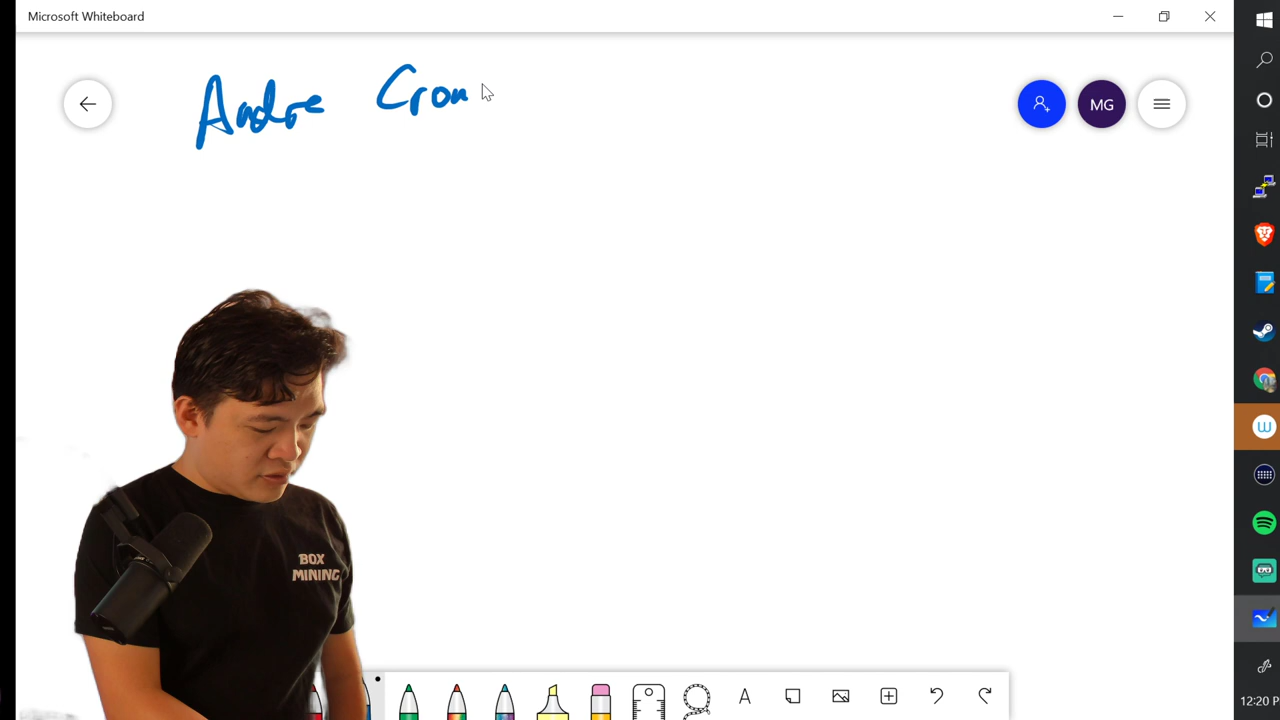 Microsoft Whiteboard
Andre Cron
MG
BOX
MINING
A
W
12:20 P